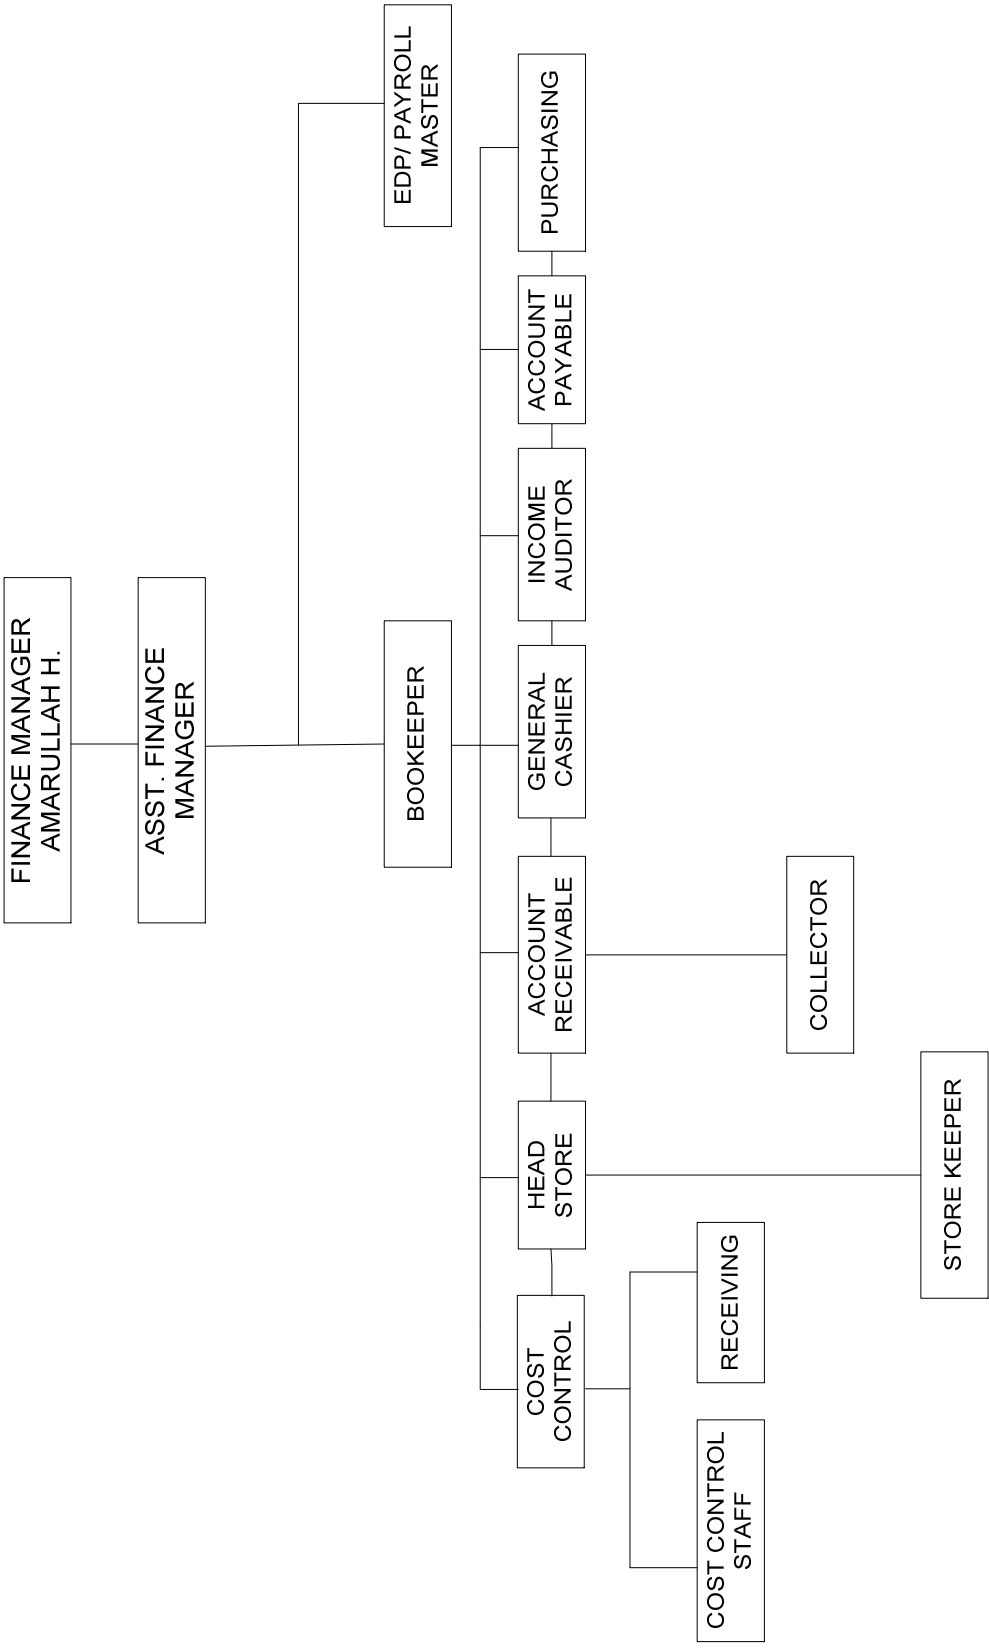 FINANCE MANAGER
AMARULLAH H.
ASST. FINANCE
MANAGER
BOOKEEPER
EDP/ PAYROLL
MASTER
COST
CONTROL
HEAD
STORE
ACCOUNT
RECEIVABLE
GENERAL
CASHIER
INCOME
AUDITOR
ACCOUNT
PAYABLE
PURCHASING
COST CONTROL
STAFF
RECEIVING
COLLECTOR
STORE KEEPER